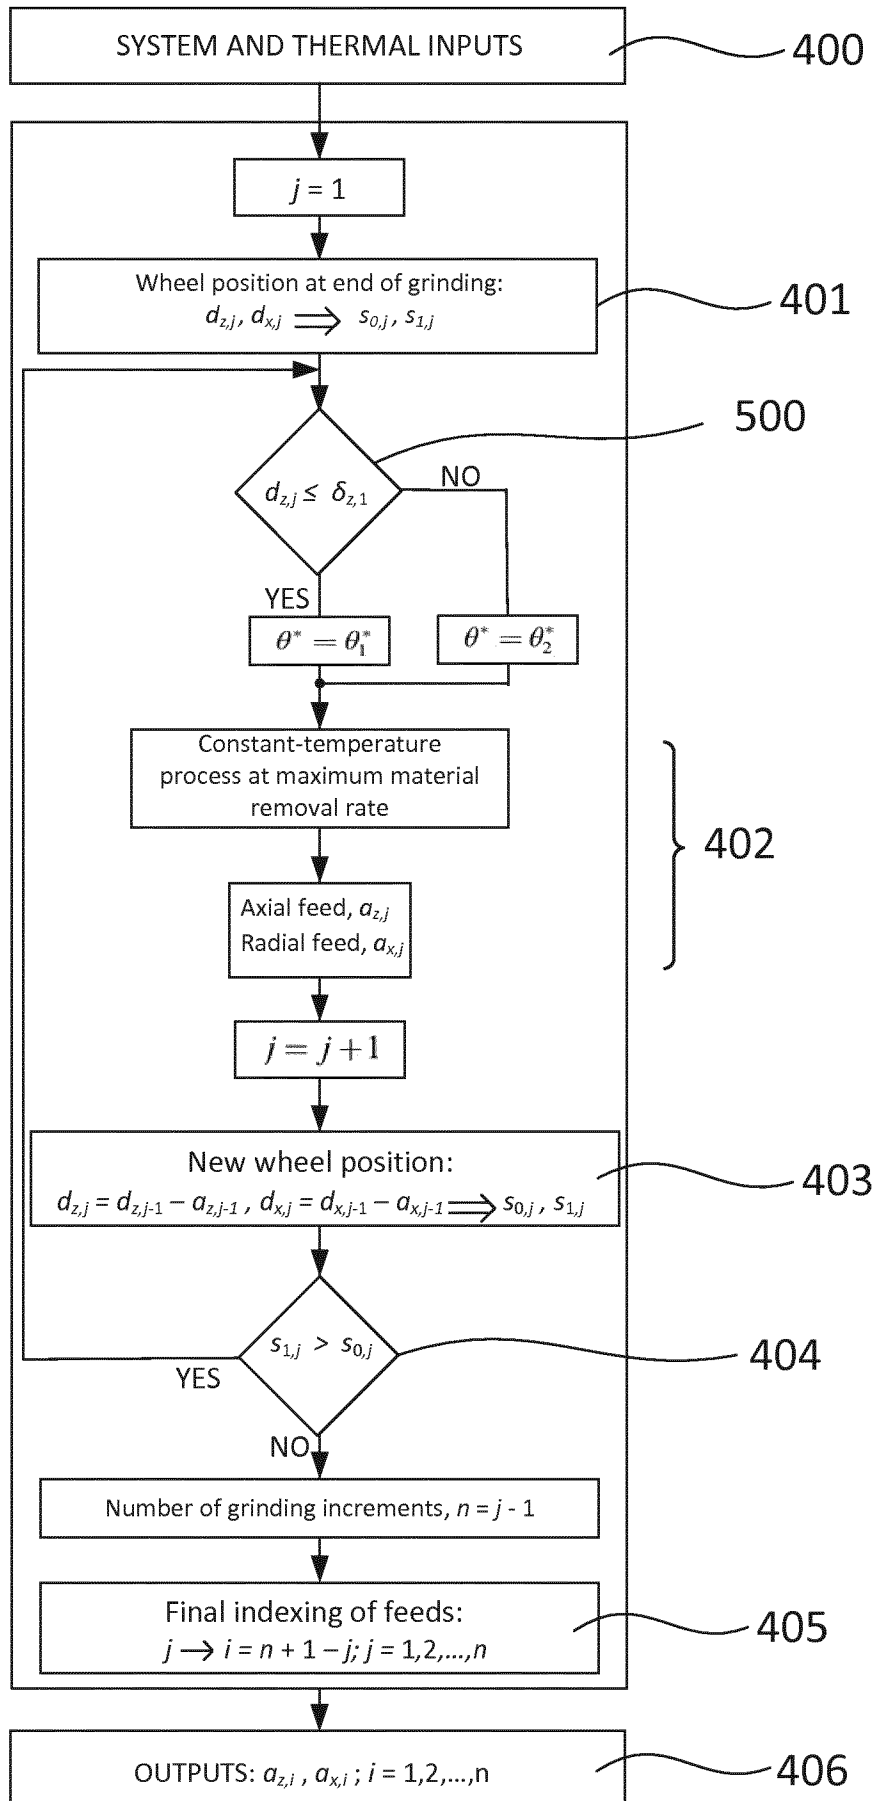 SYSTEM AND THERMAL INPUTS
400
j = 1
Wheel position at end of grinding:
d_{z,j}, d_{x,j} ⟹ s_{0,j}, s_{1,j}
401
500
d_{z,j} ≤ δ_{z,1}
NO
YES
θ* = θ₁*
θ* = θ₂*
Constant-temperature
process at maximum material
removal rate
402
Axial feed, a_{z,j}
Radial feed, a_{x,j}
j = j + 1
New wheel position:
d_{z,j} = d_{z,j-1} – a_{z,j-1} , d_{x,j} = d_{x,j-1} – a_{x,j-1} ⟹ s_{0,j} , s_{1,j}
403
s_{1,j} > s_{0,j}
404
YES
NO
Number of grinding increments, n = j - 1
Final indexing of feeds:
j → i = n + 1 – j; j = 1,2,...,n
405
OUTPUTS: a_{z,i} , a_{x,i} ; i = 1,2,...,n
406